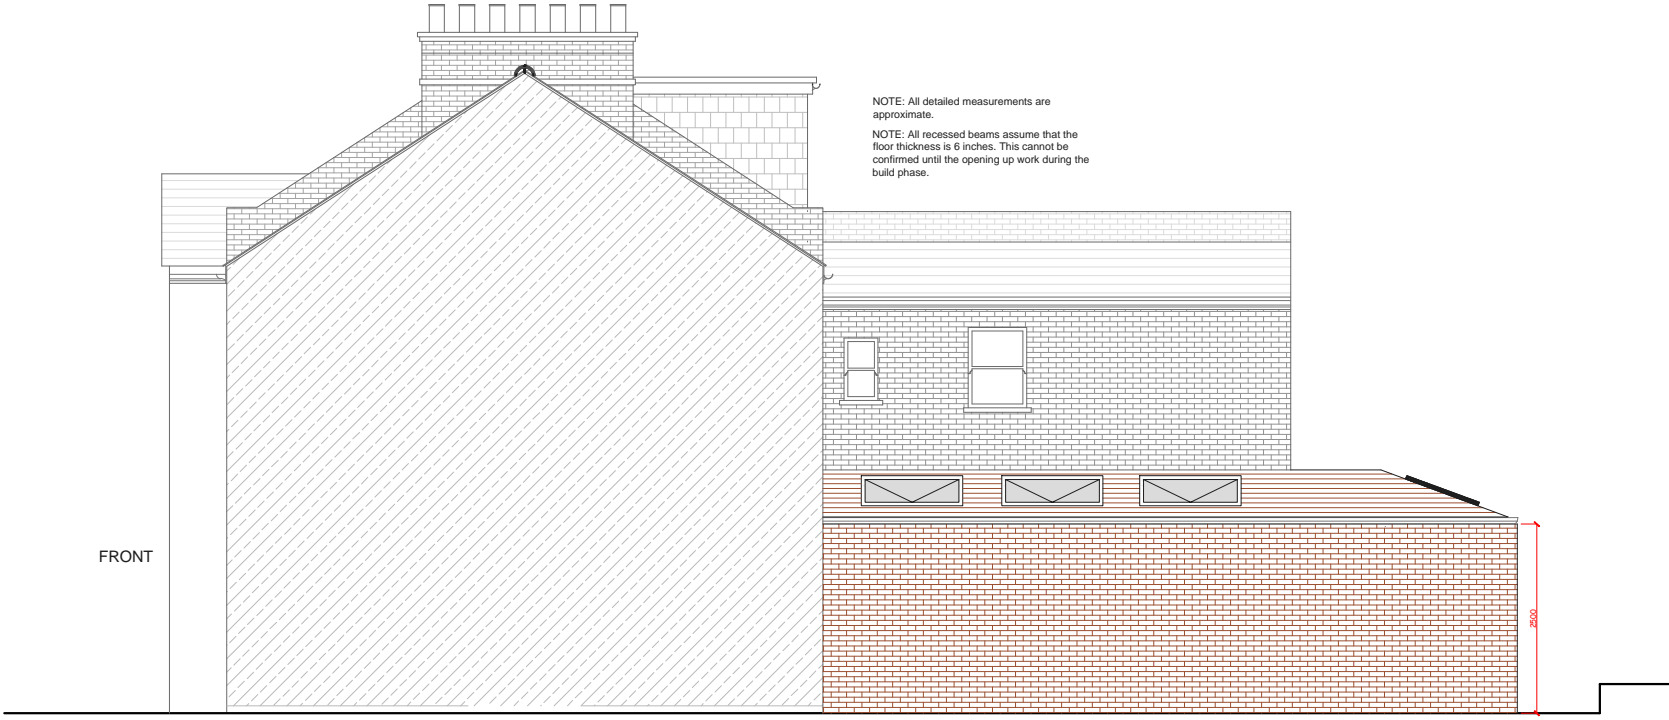 NOTE: All detailed measurements are
approximate.
NOTE: All recessed beams assume that the
floor thickness is 6 inches. This cannot be
confirmed until the opening up work during the
build phase.
FRONT
2500